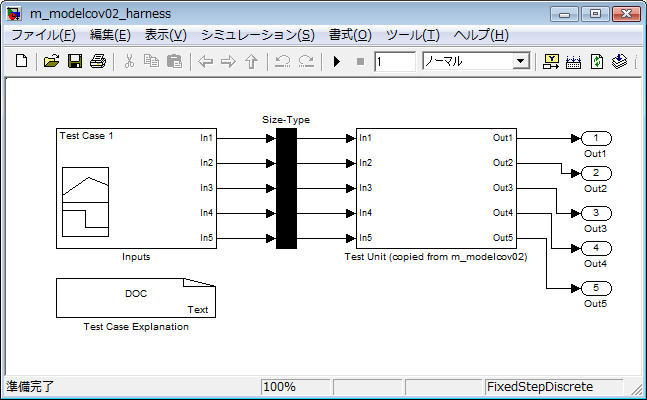 m_modelcov02_harness
ファイル(F) 編集(E) 表示(V) シミュレーション(S) 書式(O) ツール(T) ヘルプ(H)
1 ノーマル
Size-Type
Test Case 1 In1 In1 Out1 1
Out1
In2 In2 Out2 2
Out2
In3 In3 Out3 3
Out3
In4 In4 Out4 4
Out4
In5 In5 Out5
Inputs Test Unit (copied from m_modelcov02)
5
Out5
DOC
Text
Test Case Explanation
準備完了 100% FixedStepDiscrete